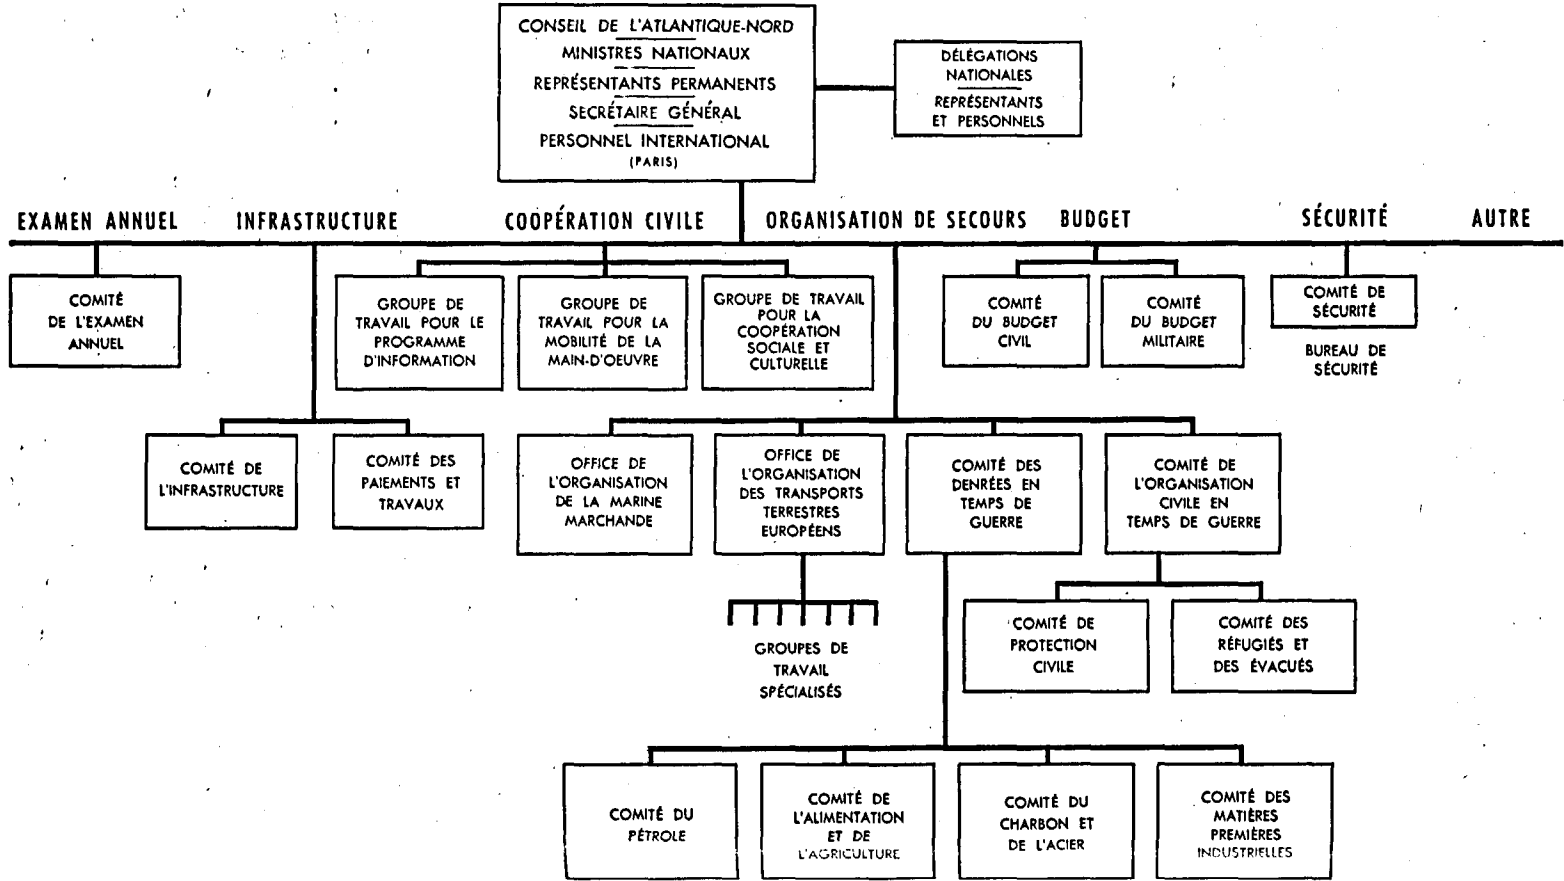 CONSEIL DE L'ATLANTIQUE-NORD
MINISTRES NATIONAUX
REPRÉSENTANTS PERMANENTS
SECRÉTAIRE GÉNÉRAL
PERSONNEL INTERNATIONAL
(PARIS)
DÉLÉGATIONS
NATIONALES
REPRÉSENTANTS
ET PERSONNELS
EXAMEN ANNUEL
INFRASTRUCTURE
COOPÉRATION CIVILE
ORGANISATION DE SECOURS
BUDGET
SÉCURITÉ
AUTRE
COMITÉ
DE L'EXAMEN
ANNUEL
GROUPE DE
TRAVAIL POUR LE
PROGRAMME
D'INFORMATION
GROUPE DE
TRAVAIL POUR LA
MOBILITÉ DE LA
MAIN-D'OEUVRE
GROUPE DE TRAVAIL
POUR LA
COOPÉRATION
SOCIALE ET
CULTURELLE
COMITÉ
DU BUDGET
CIVIL
COMITÉ
DU BUDGET
MILITAIRE
COMITÉ DE
SÉCURITÉ
BUREAU DE
SÉCURITÉ
COMITÉ DE
L'INFRASTRUCTURE
COMITÉ DES
PAIEMENTS ET
TRAVAUX
OFFICE DE
L'ORGANISATION
DE LA MARINE
MARCHANDE
OFFICE DE
L'ORGANISATION
DES TRANSPORTS
TERRESTRES
EUROPÉENS
COMITÉ DES
DENRÉES EN
TEMPS DE
GUERRE
COMITÉ DE
L'ORGANISATION
CIVILE EN
TEMPS DE GUERRE
GROUPES DE
TRAVAIL
SPÉCIALISÉS
COMITÉ DE
PROTECTION
CIVILE
COMITÉ DES
RÉFUGIÉS ET
DES ÉVACUÉS
COMITÉ DU
PÉTROLE
COMITÉ DE
L'ALIMENTATION
ET DE
L'AGRICULTURE
COMITÉ DU
CHARBON ET
DE L'ACIER
COMITÉ DES
MATIÈRES
PREMIÈRES
INDUSTRIELLES